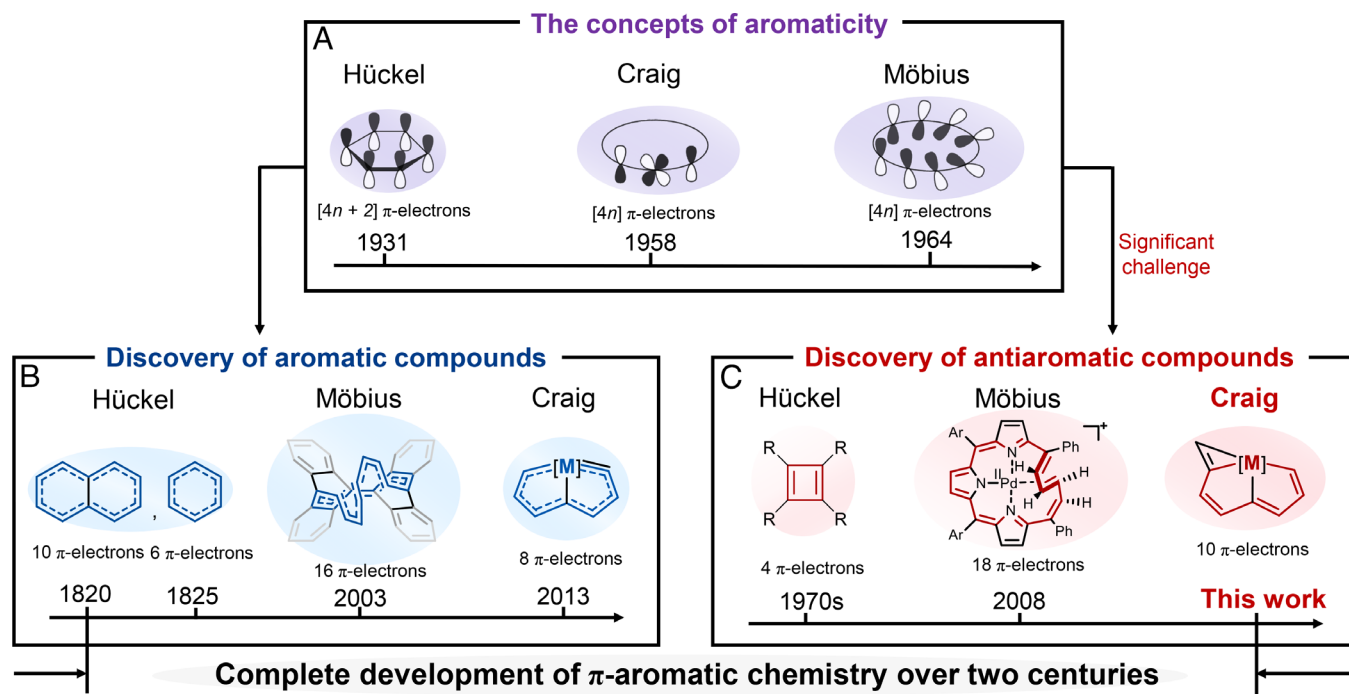 The concepts of aromaticity
A
Hückel
Craig
Möbius
[4n + 2] π-electrons
[4n] π-electrons
[4n] π-electrons
1931
1958
1964
Significant
challenge
Discovery of aromatic compounds
B
Hückel
Möbius
Craig
[M]
,
10 π-electrons
6 π-electrons
16 π-electrons
8 π-electrons
1820
1825
2003
2013
Discovery of antiaromatic compounds
C
Hückel
Möbius
Craig
R
R
R
R
Ar
Ph
+
N
H
N
II
Pd
H
H
H
N
Ar
Ph
[M]
4 π-electrons
18 π-electrons
10 π-electrons
1970s
2008
This work
Complete development of π-aromatic chemistry over two centuries